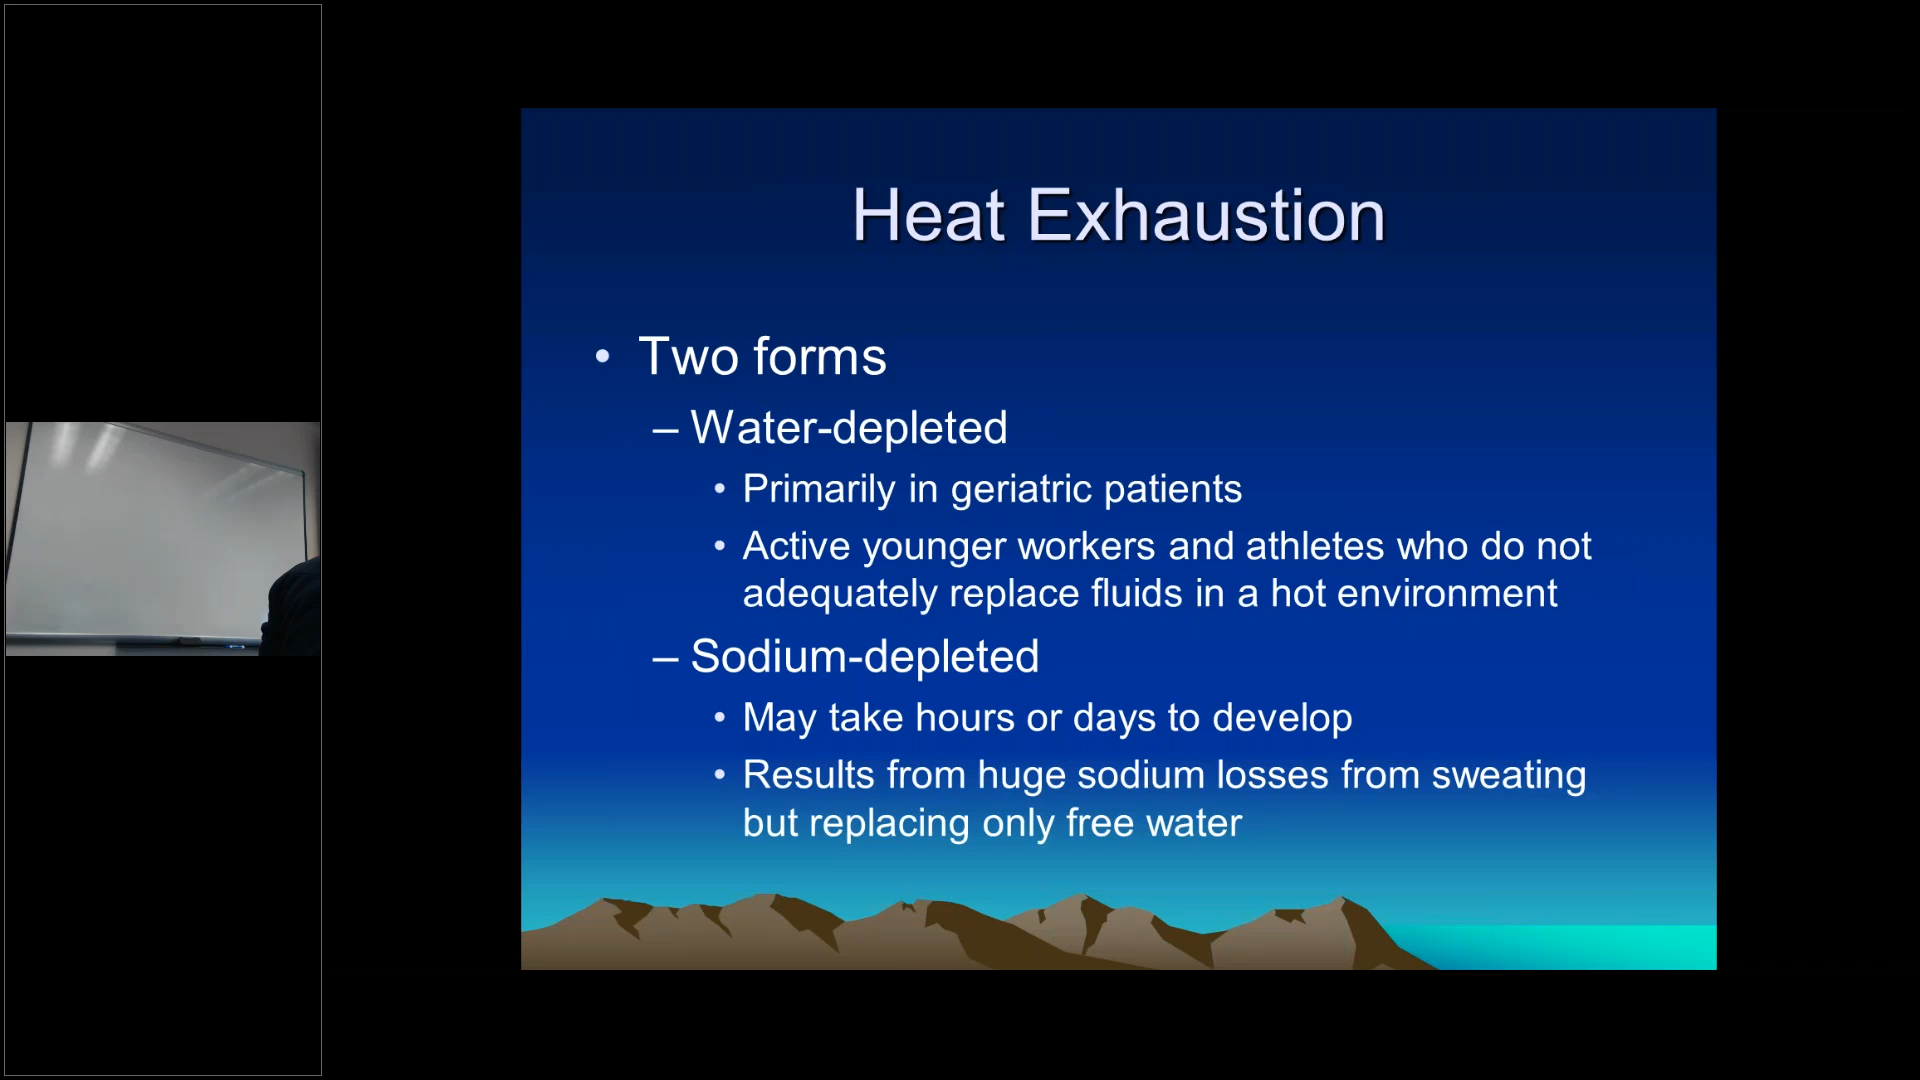 Heat Exhaustion
• Two forms
– Water-depleted
• Primarily in geriatric patients
• Active younger workers and athletes who do not
adequately replace fluids in a hot environment
– Sodium-depleted
• May take hours or days to develop
• Results from huge sodium losses from sweating
but replacing only free water